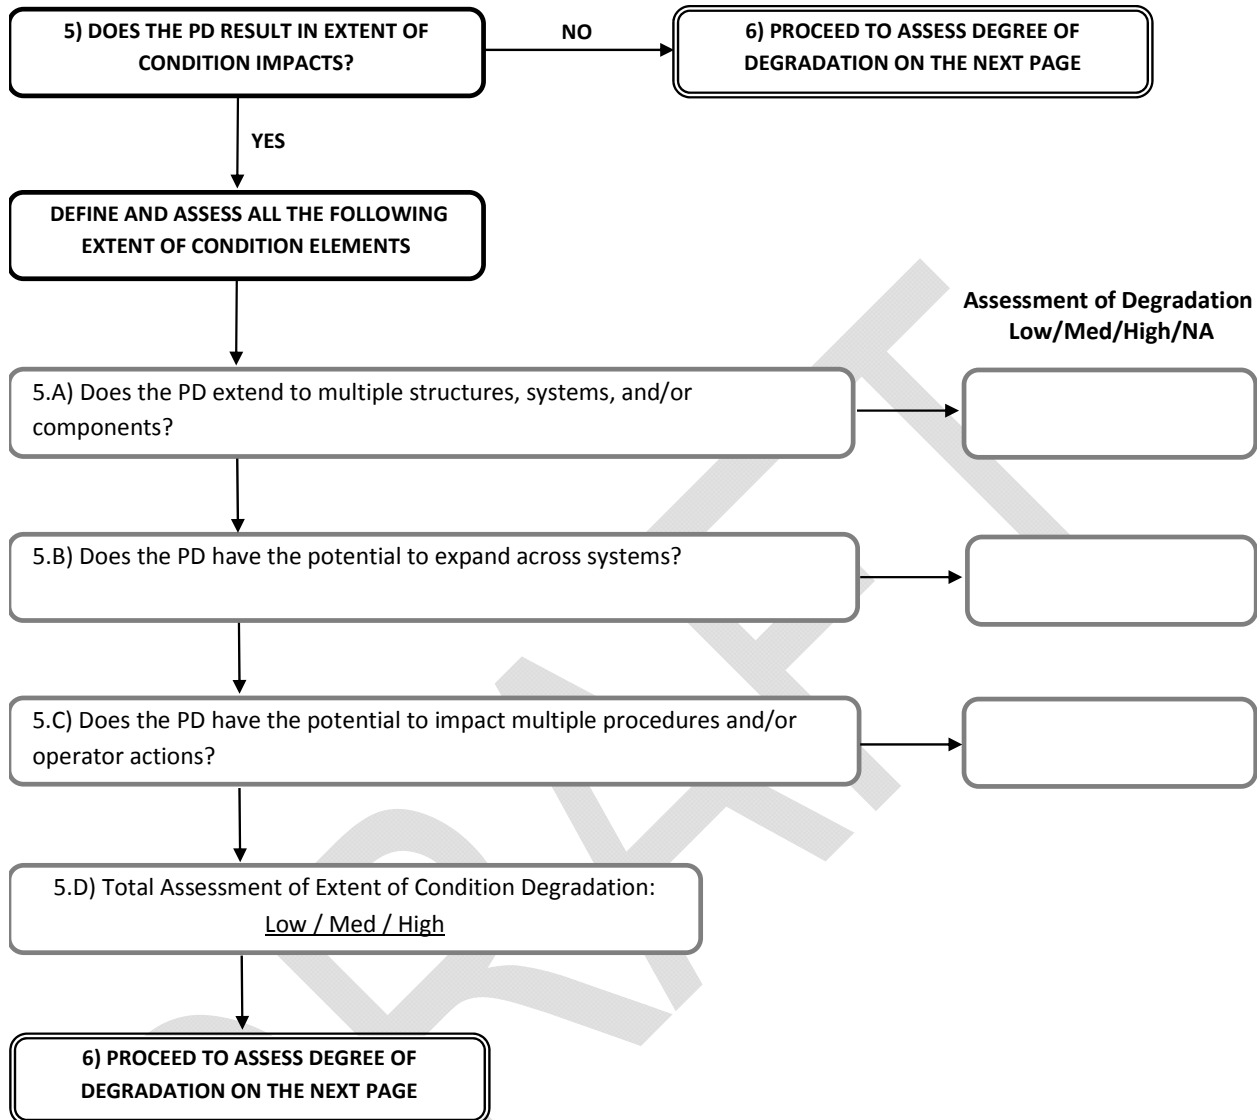 5) DOES THE PD RESULT IN EXTENT OF
CONDITION IMPACTS?
NO
6) PROCEED TO ASSESS DEGREE OF
DEGRADATION ON THE NEXT PAGE
YES
DEFINE AND ASSESS ALL THE FOLLOWING
EXTENT OF CONDITION ELEMENTS
Assessment of Degradation
Low/Med/High/NA
5.A) Does the PD extend to multiple structures, systems, and/or
components?
5.B) Does the PD have the potential to expand across systems?
5.C) Does the PD have the potential to impact multiple procedures and/or
operator actions?
5.D) Total Assessment of Extent of Condition Degradation:
Low / Med / High
6) PROCEED TO ASSESS DEGREE OF
DEGRADATION ON THE NEXT PAGE
DRAFT